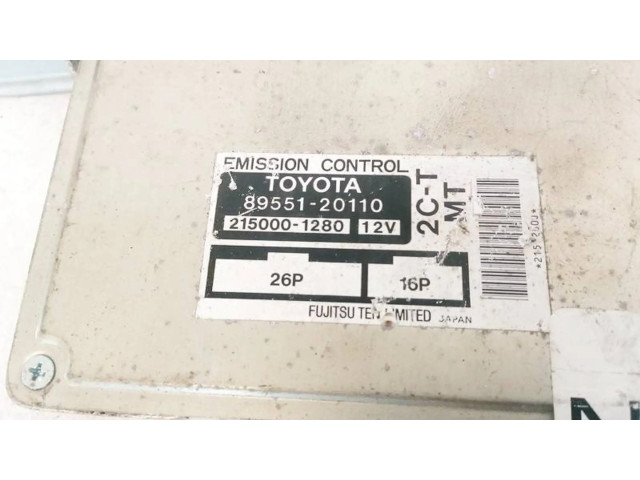 EMISSION CONTROL
TOYOTA
89551-20110
215000-1280 12V
2C-T
MT
26P
16P
FUJITSU TEN LIMITED JAPAN